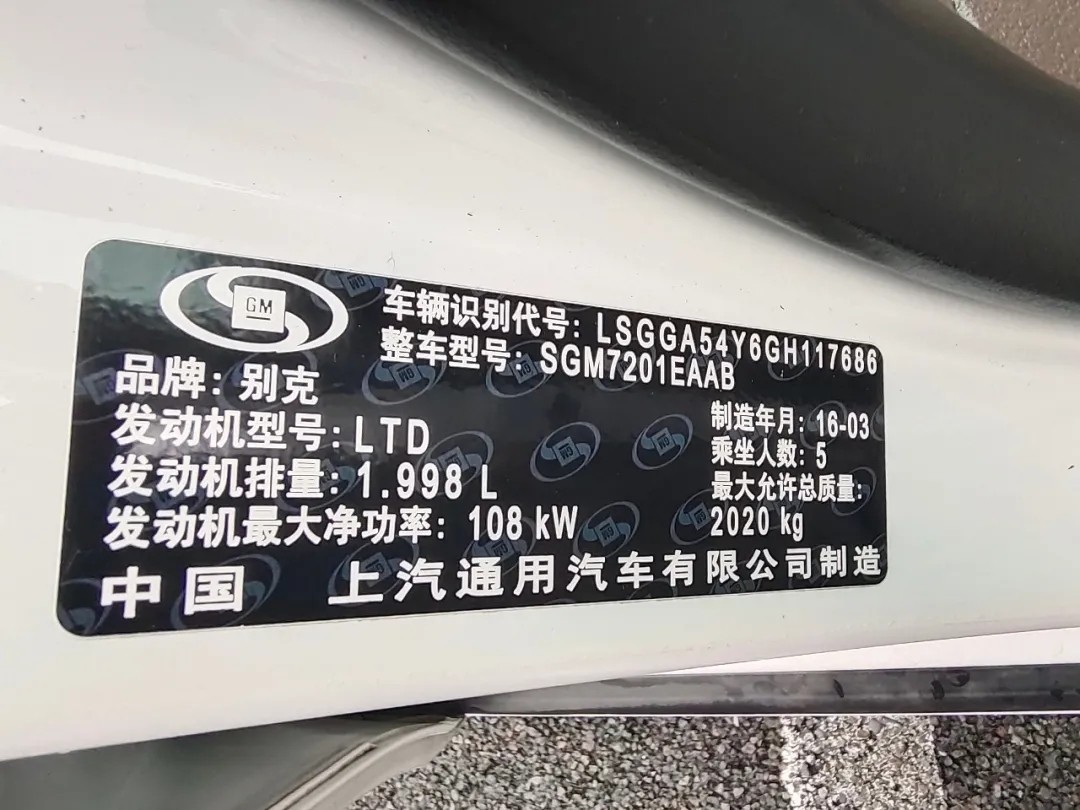 GM
车辆识别代号: LSGGA54Y6GH117686
整车型号: SGM7201EAAB
品牌: 别克
发动机型号: LTD
发动机排量: 1.998 L
发动机最大净功率: 108 kW
制造年月: 16-03
乘坐人数: 5
最大允许总质量:
2020 kg
中国 上汽通用汽车有限公司制造